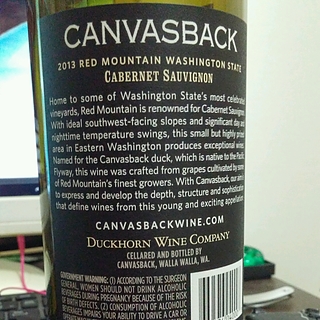 CANVASBACK
2013 RED MOUNTAIN WASHINGTON STATE
CABERNET SAUVIGNON
Home to some of Washington State's most celebrated
vineyards, Red Mountain is renowned for Cabernet Sauvignon.
With ideal southwest-facing slopes and significant day and
nighttime temperature swings, this small but highly prized
area in Eastern Washington produces exceptional wines.
Named for the Canvasback duck, which is native to the Pacific
Flyway, this wine was crafted from grapes cultivated by some
of Red Mountain's finest growers. With Canvasback, our aim is
to express and develop the depth, structure and sophistication
that define wines from this young and exciting appellation.
CANVASBACKWINE.COM
DUCKHORN WINE COMPANY
CELLARED AND BOTTLED BY
CANVASBACK, WALLA WALLA, WA.
GOVERNMENT WARNING: (1) ACCORDING TO THE SURGEON
GENERAL, WOMEN SHOULD NOT DRINK ALCOHOLIC
BEVERAGES DURING PREGNANCY BECAUSE OF THE RISK
OF BIRTH DEFECTS. (2) CONSUMPTION OF ALCOHOLIC
BEVERAGES IMPAIRS YOUR ABILITY TO DRIVE A CAR OR